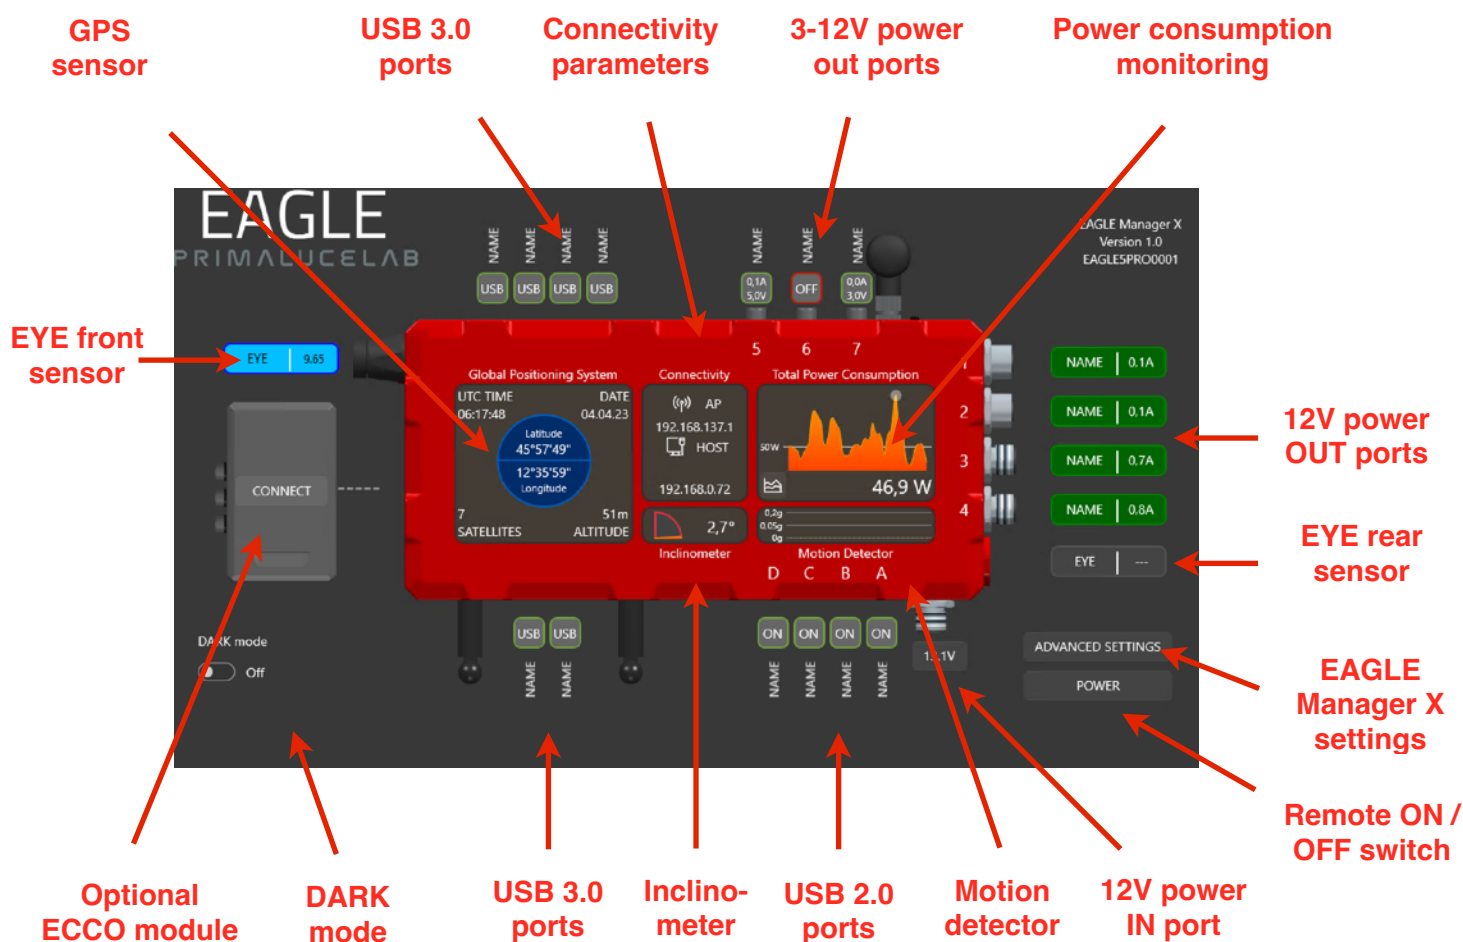 GPS
sensor
USB 3.0
ports
Connectivity
parameters
3-12V power
out ports
Power consumption
monitoring
EAGLE
PRIMALUCELAB
NAME
NAME
NAME
NAME
USB
USB
USB
USB
NAME
NAME
NAME
0,1A
5,0V
OFF
0,0A
3,0V
EAGLE Manager X
Version 1.0
EAGLE5PRO0001
EYE front
sensor
EYE 9.65
CONNECT
5 6 7
Global Positioning System
UTC TIME DATE
06:17:48 04.04.23
Latitude
45°57'49"
12°35'59"
Longitude
7 51m
SATELLITES ALTITUDE
Connectivity
AP
192.168.137.1
HOST
192.168.0.72
2,7°
Inclinometer
Total Power Consumption
50W
46,9 W
0,2g
0,05g
0g
Motion Detector
D C B A
1
2
3
4
NAME 0.1A
NAME 0,1A
NAME 0,7A
NAME 0,8A
EYE ---
12V power
OUT ports
EYE rear
sensor
DARK mode
Off
USB
USB
NAME
NAME
ON
ON
ON
ON
NAME
NAME
NAME
NAME
ADVANCED SETTINGS
POWER
EAGLE
Manager X
settings
Remote ON /
OFF switch
Optional
ECCO module
DARK
mode
USB 3.0
ports
Inclino-
meter
USB 2.0
ports
Motion
detector
12V power
IN port